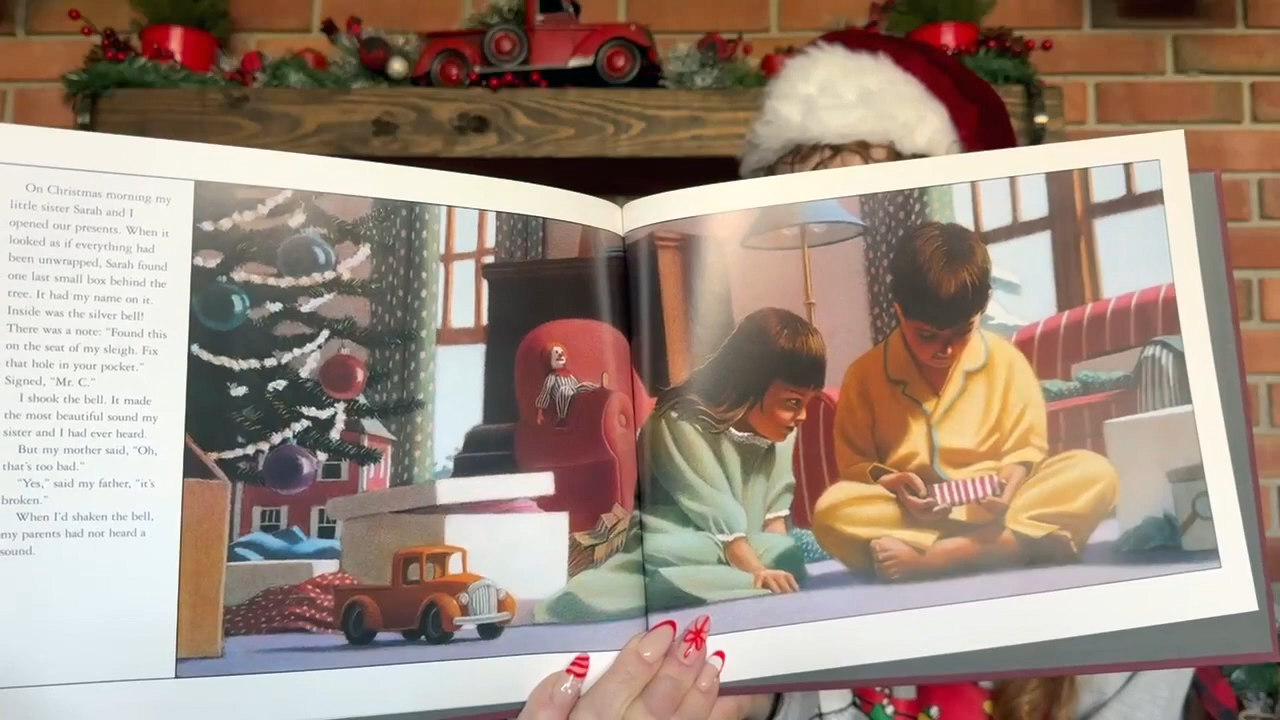 On Christmas morning my
little sister Sarah and I
opened our presents. When it
looked as if everything had
been unwrapped, Sarah found
one last small box behind the
tree. It had my name on it.
Inside was the silver bell!
There was a note: "Found this
on the seat of my sleigh. Fix
that hole in your pocket."
Signed, "Mr. C."
I shook the bell. It made
the most beautiful sound my
sister and I had ever heard.
But my mother said, "Oh,
that's too bad."
"Yes," said my father, "it's
broken."
When I'd shaken the bell,
my parents had not heard a
sound.